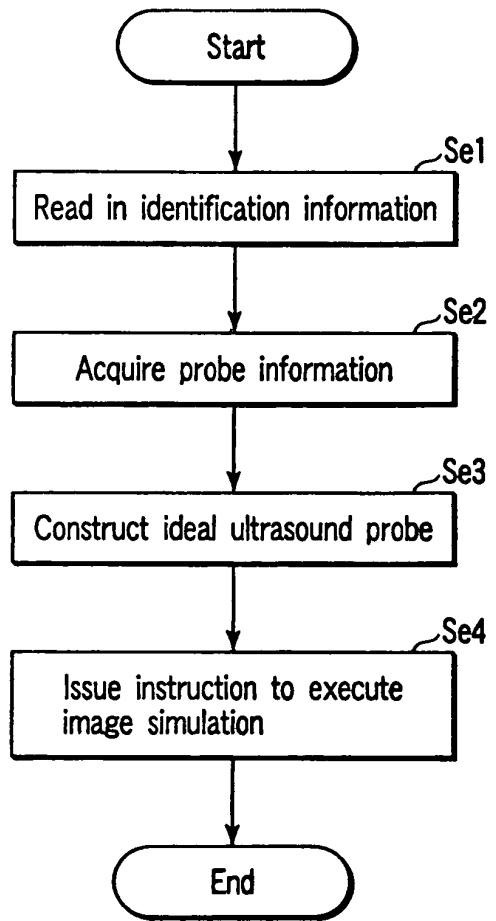 Start
Se1
Read in identification information
Se2
Acquire probe information
Se3
Construct ideal ultrasound probe
Se4
Issue instruction to execute
image simulation
End